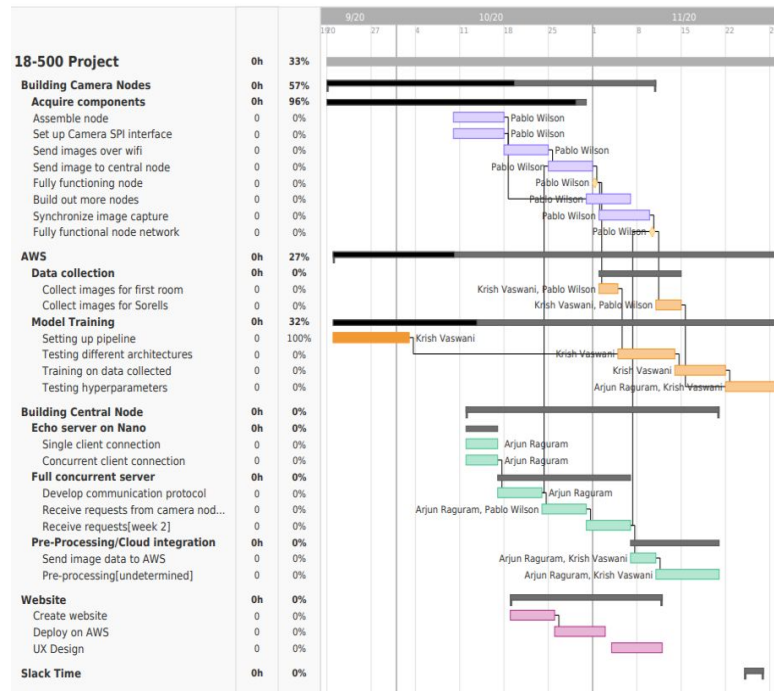 9/20 10/20 11/20
20 27 4 11 18 25 1 8 15 22
18-500 Project 0h 33%
Building Camera Nodes 0h 57%
Acquire components 0h 96%
Assemble node 0 0% Pablo Wilson
Set up Camera SPI interface 0 0% Pablo Wilson
Send images over wifi 0 0% Pablo Wilson
Send image to central node 0 0% Pablo Wilson
Fully functioning node 0 0% Pablo Wilson
Build out more nodes 0 0% Pablo Wilson
Synchronize image capture 0 0% Pablo Wilson
Fully functional node network 0 0% Pablo Wilson
AWS 0h 27%
Data collection 0h 0%
Collect images for first room 0 0% Krish Vaswani, Pablo Wilson
Collect images for Sorells 0 0% Krish Vaswani, Pablo Wilson
Model Training 0h 32%
Setting up pipeline 0 100% Krish Vaswani
Testing different architectures 0 0% Krish Vaswani
Training on data collected 0 0% Krish Vaswani
Testing hyperparameters 0 0% Arjun Raguram, Krish Vaswani
Building Central Node 0h 0%
Echo server on Nano 0h 0%
Single client connection 0 0% Arjun Raguram
Concurrent client connection 0 0% Arjun Raguram
Full concurrent server 0h 0%
Develop communication protocol 0 0% Arjun Raguram
Receive requests from camera nod... 0 0% Arjun Raguram, Pablo Wilson
Receive requests[week 2] 0 0%
Pre-Processing/Cloud integration 0h 0%
Send image data to AWS 0 0% Arjun Raguram, Krish Vaswani
Pre-processing[undetermined] 0 0% Arjun Raguram, Krish Vaswani
Website 0h 0%
Create website 0 0%
Deploy on AWS 0 0%
UX Design 0 0%
Slack Time 0h 0%